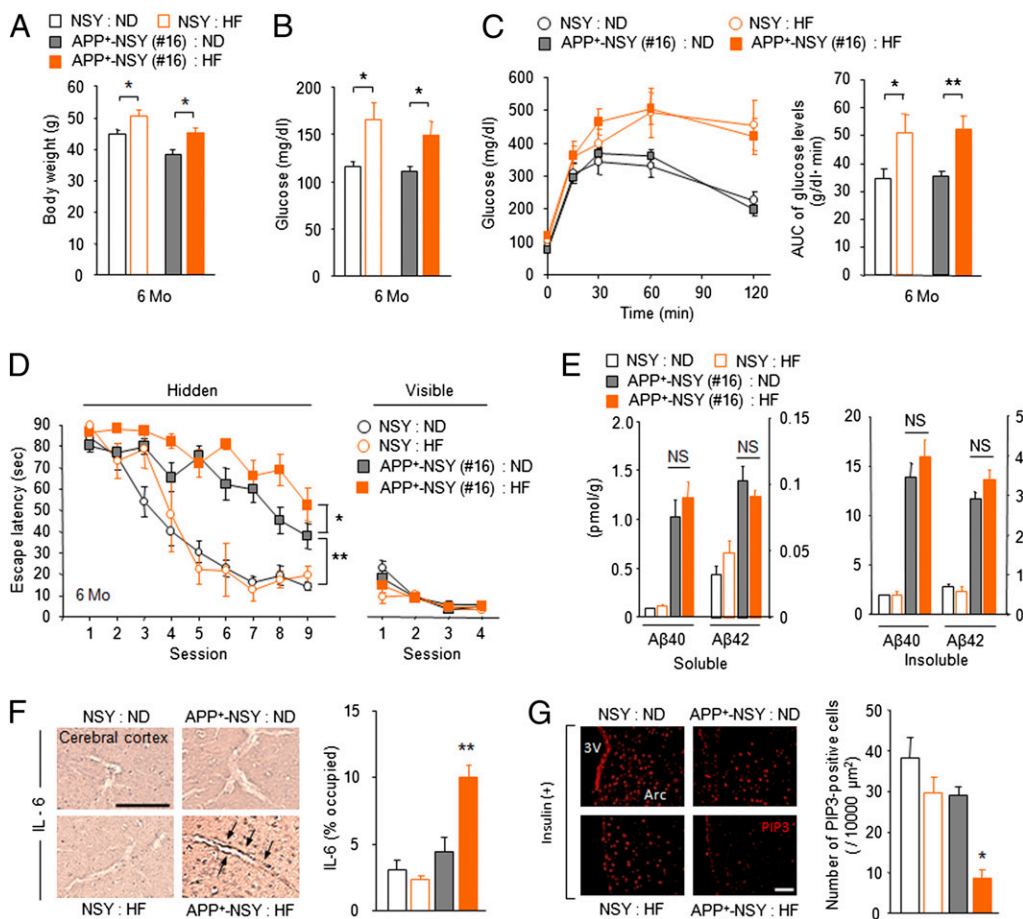 A
NSY : ND
NSY : HF
APP+-NSY (#16) : ND
APP+-NSY (#16) : HF
Body weight (g)
70
60
50
40
30
20
10
0
*
*
6 Mo
B
Glucose (mg/dl)
200
150
100
50
0
*
*
6 Mo
C
NSY : ND
NSY : HF
APP+-NSY (#16) : ND
APP+-NSY (#16) : HF
Glucose (mg/dl)
600
500
400
300
200
100
0
0 30 60 90 120
Time (min)
AUC of glucose levels
(g/dl· min)
70
60
50
40
30
20
10
0
*
**
6 Mo
D
Hidden
Visible
Escape latency (sec)
90
80
70
60
50
40
30
20
10
0
6 Mo
*
**
1 2 3 4 5 6 7 8 9
Session
NSY : ND
NSY : HF
APP+-NSY (#16) : ND
APP+-NSY (#16) : HF
1 2 3 4
Session
E
NSY : ND
NSY : HF
APP+-NSY (#16) : ND
APP+-NSY (#16) : HF
(pmol/g)
2.0
1.5
1.0
0.5
0
NS
NS
0.15
0.1
0.05
0
Aβ40 Aβ42
Soluble
20
15
10
5
0
NS
NS
5
4
3
2
1
0
Aβ40 Aβ42
Insoluble
F
IL - 6
NSY : ND
APP+-NSY : ND
Cerebral cortex
NSY : HF
APP+-NSY : HF
IL-6 (% occupied)
15
10
5
0
**
G
Insulin (+)
NSY : ND
APP+-NSY : ND
3V
Arc
PIP3
NSY : HF
APP+-NSY : HF
Number of PIP3-positive cells
( / 10000 μm²)
50
40
30
20
10
0
*